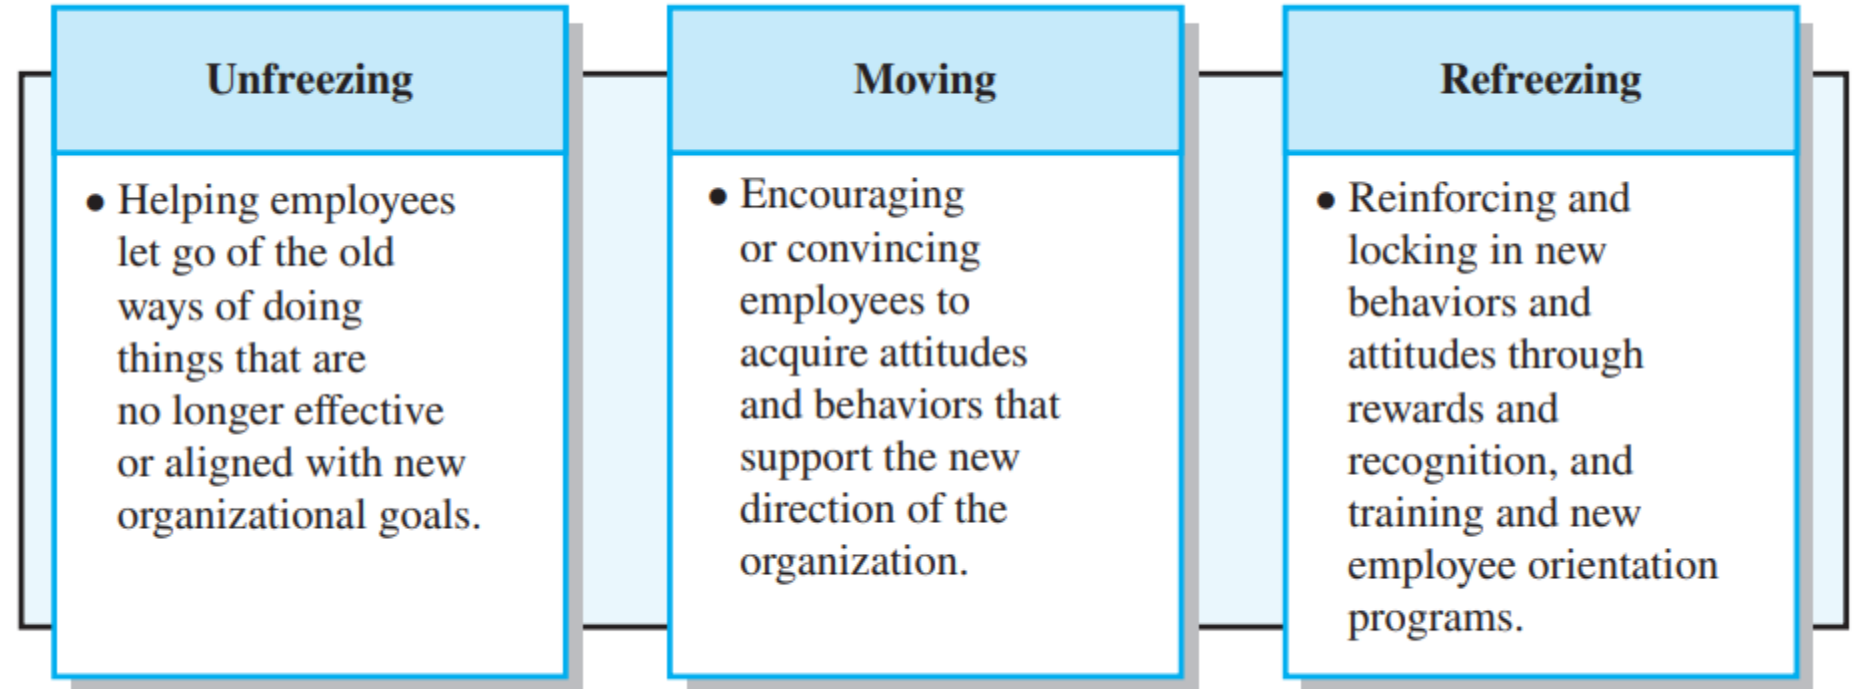 Unfreezing
• Helping employees
let go of the old
ways of doing
things that are
no longer effective
or aligned with new
organizational goals.
Moving
• Encouraging
or convincing
employees to
acquire attitudes
and behaviors that
support the new
direction of the
organization.
Refreezing
• Reinforcing and
locking in new
behaviors and
attitudes through
rewards and
recognition, and
training and new
employee orientation
programs.